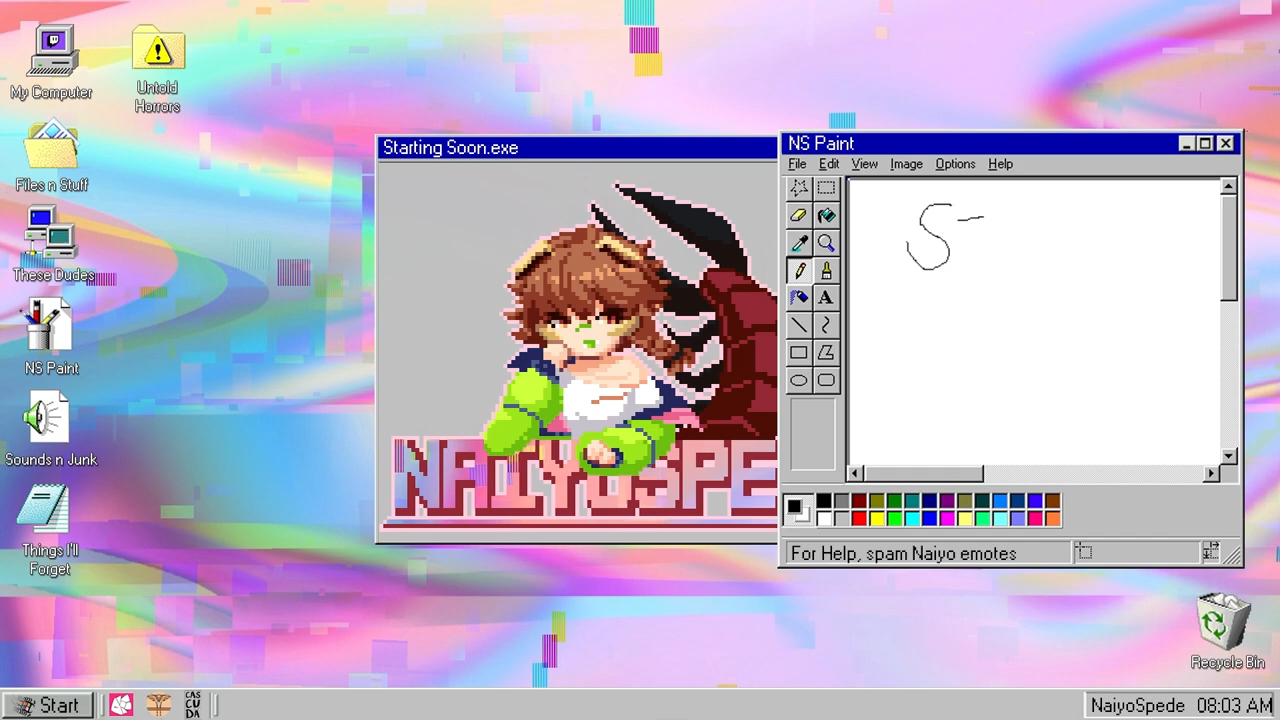 My Computer
Untold
Horrors
Files n Stuff
These Dudes
NS Paint
Sounds n Junk
Things I'll
Forget
Starting Soon.exe
NAIYOSPE
NS Paint
File Edit View Image Options Help
A
S-
For Help, spam Naiyo emotes
Recycle Bin
Start
CAS
CU
DA
NaiyoSpede 08:03 AM